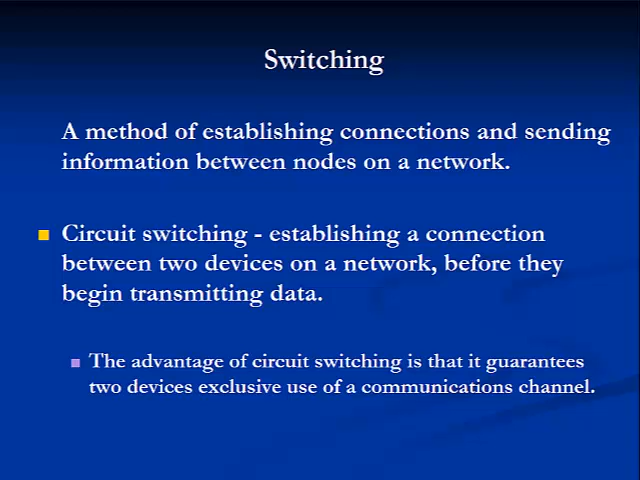 Switching
A method of establishing connections and sending
information between nodes on a network.
Circuit switching - establishing a connection
between two devices on a network, before they
begin transmitting data.
The advantage of circuit switching is that it guarantees
two devices exclusive use of a communications channel.